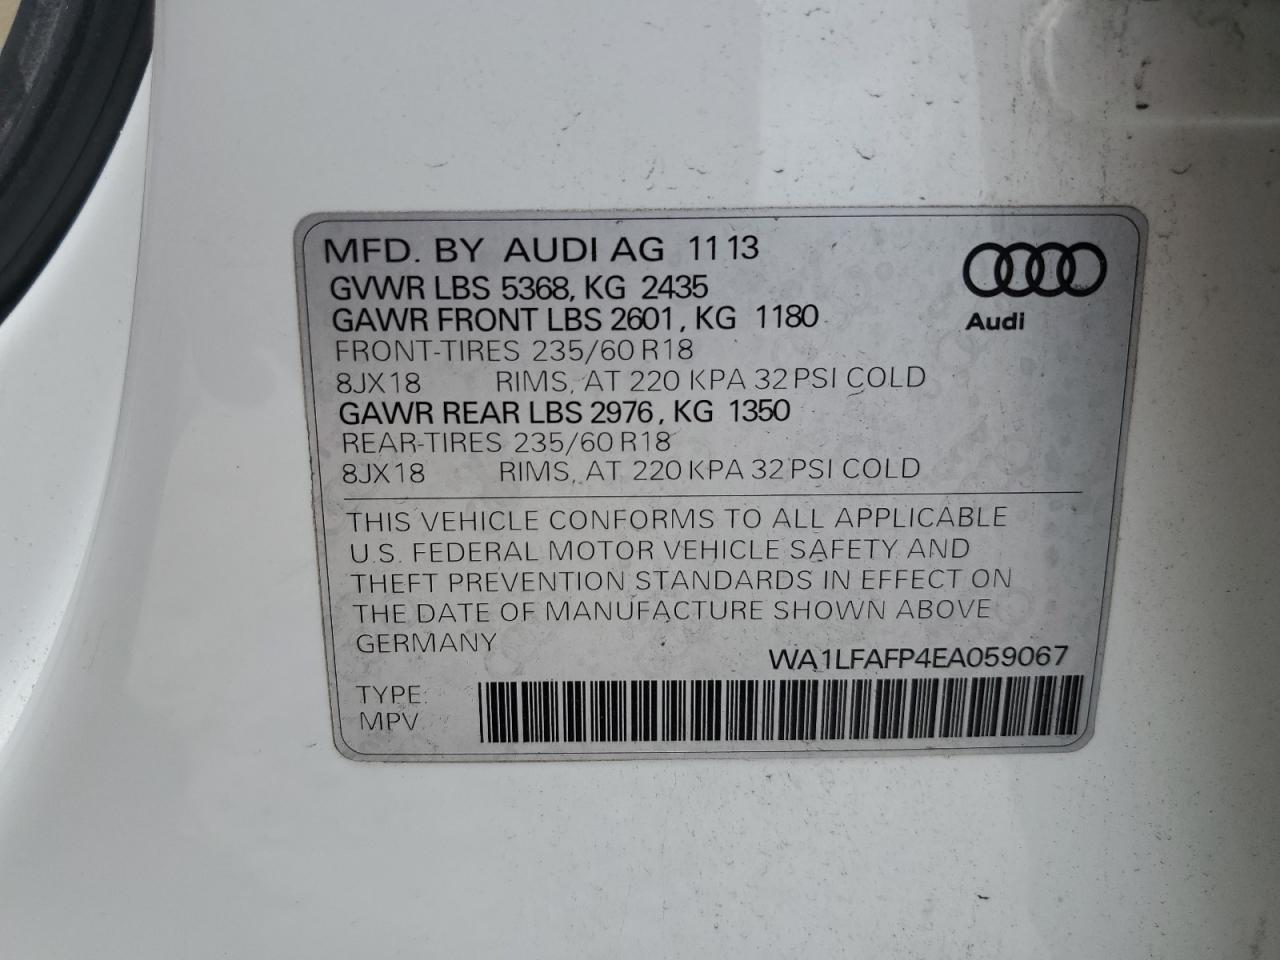 MFD. BY AUDI AG 11 13
GVWR LBS 5368, KG 2435
GAWR FRONT LBS 2601, KG 1180
FRONT-TIRES 235/60 R18
8JX18 RIMS, AT 220 KPA 32 PSI COLD
GAWR REAR LBS 2976, KG 1350
REAR-TIRES 235/60 R18
8JX18 RIMS, AT 220 KPA 32 PSI COLD
Audi
THIS VEHICLE CONFORMS TO ALL APPLICABLE
U.S. FEDERAL MOTOR VEHICLE SAFETY AND
THEFT PREVENTION STANDARDS IN EFFECT ON
THE DATE OF MANUFACTURE SHOWN ABOVE
GERMANY
WA1LFAFP4EA059067
TYPE:
MPV